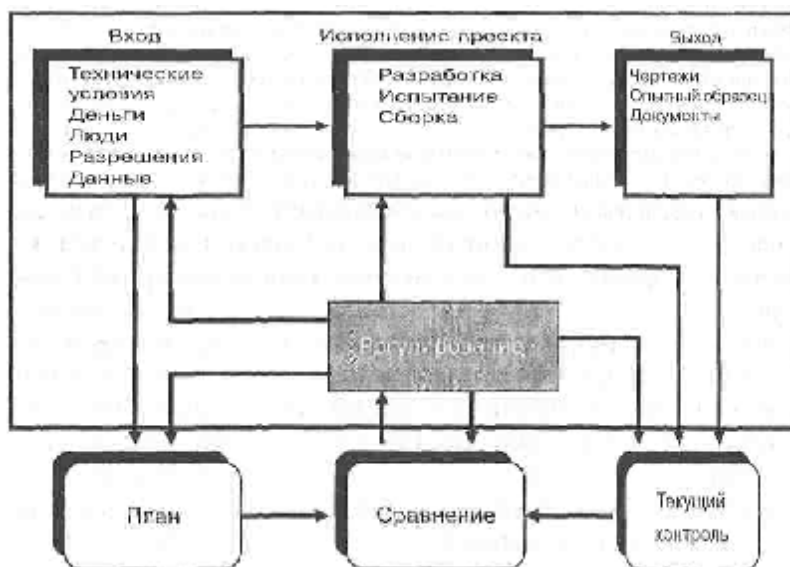 Вход
Исполнение проекта
Выход
Технические
условия
Деньги
Люди
Разрешения
Данные
Разработка
Испытание
Сборка
Чертежи
Опытный образец
Документы
Регулирование
План
Сравнение
Текущий
контроль